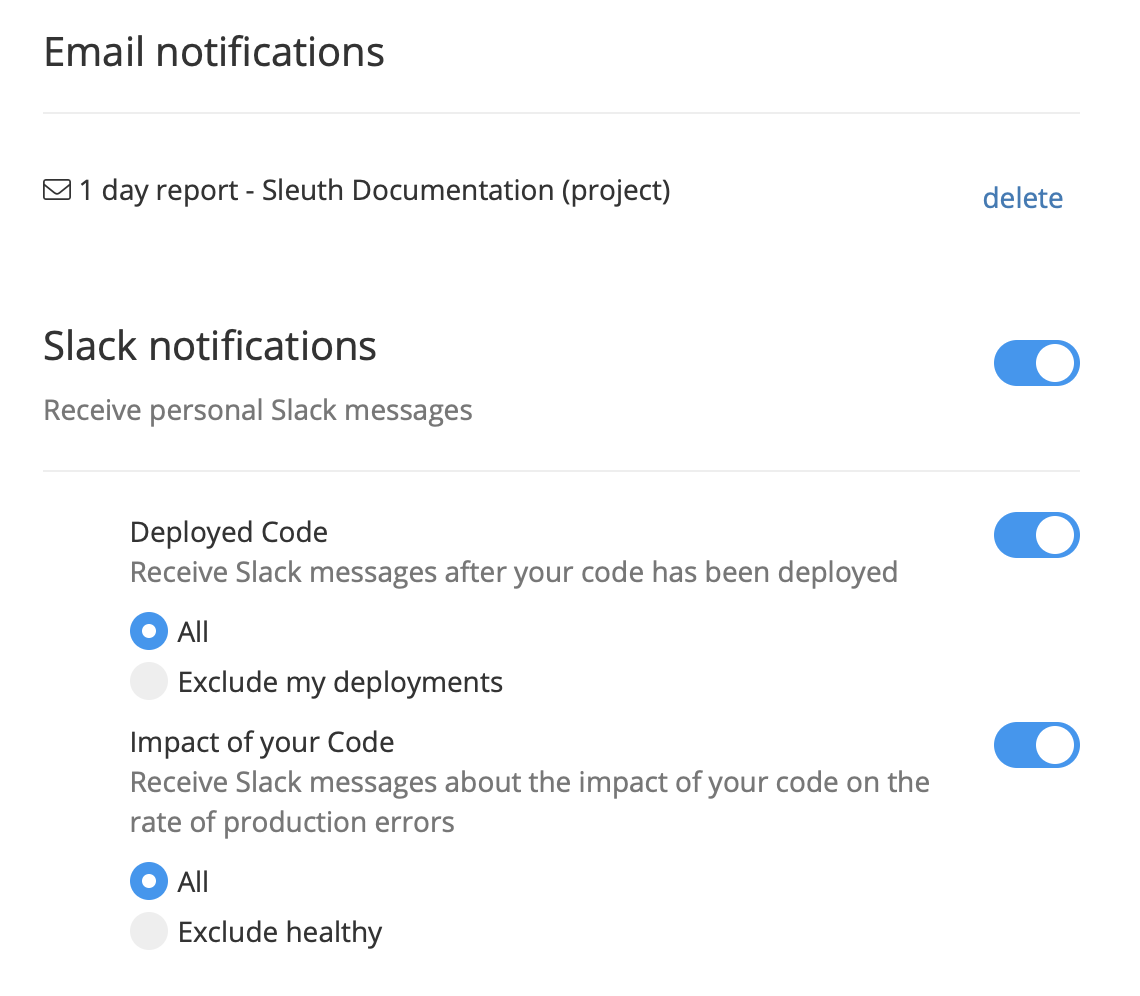 Email notifications
1 day report - Sleuth Documentation (project)
delete
Slack notifications
Receive personal Slack messages
Deployed Code
Receive Slack messages after your code has been deployed
All
Exclude my deployments
Impact of your Code
Receive Slack messages about the impact of your code on the
rate of production errors
All
Exclude healthy